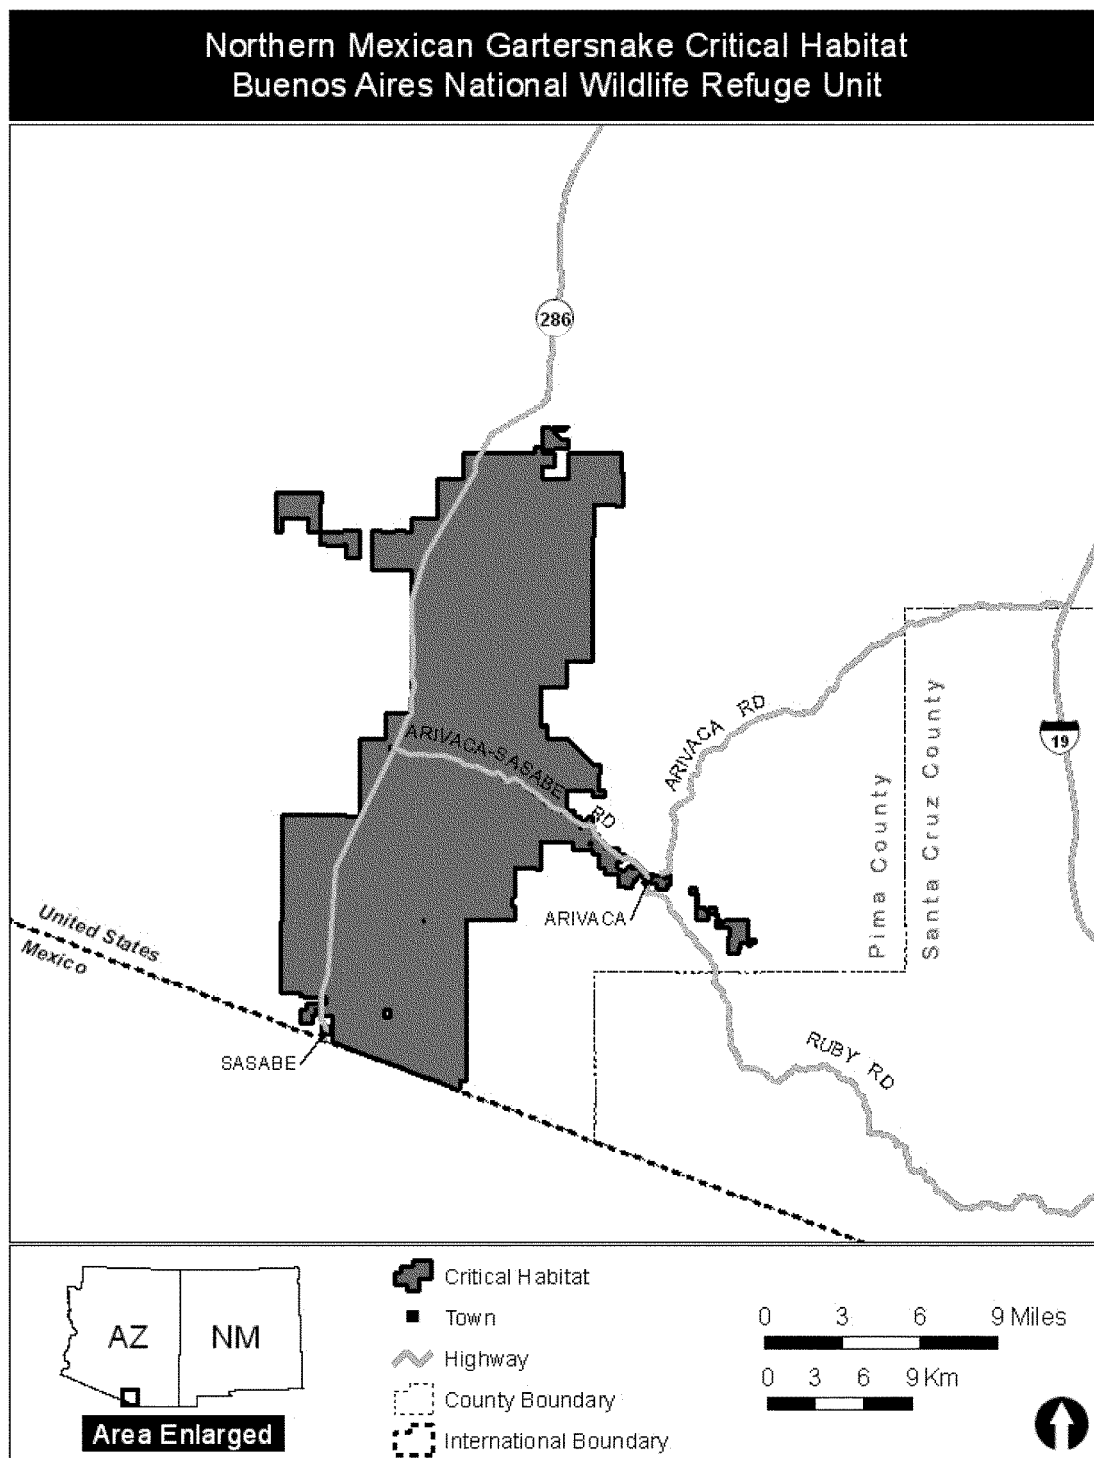 Northern Mexican Gartersnake Critical Habitat
Buenos Aires National Wildlife Refuge Unit
286
ARIVACA RD
19
ARIVACA-SASABE RD
Pima County
Santa Cruz County
ARIVACA
United States
Mexico
SASABE
RUBY RD
AZ
NM
Area Enlarged
Critical Habitat
Town
Highway
County Boundary
International Boundary
0 3 6 9 Miles
0 3 6 9 Km